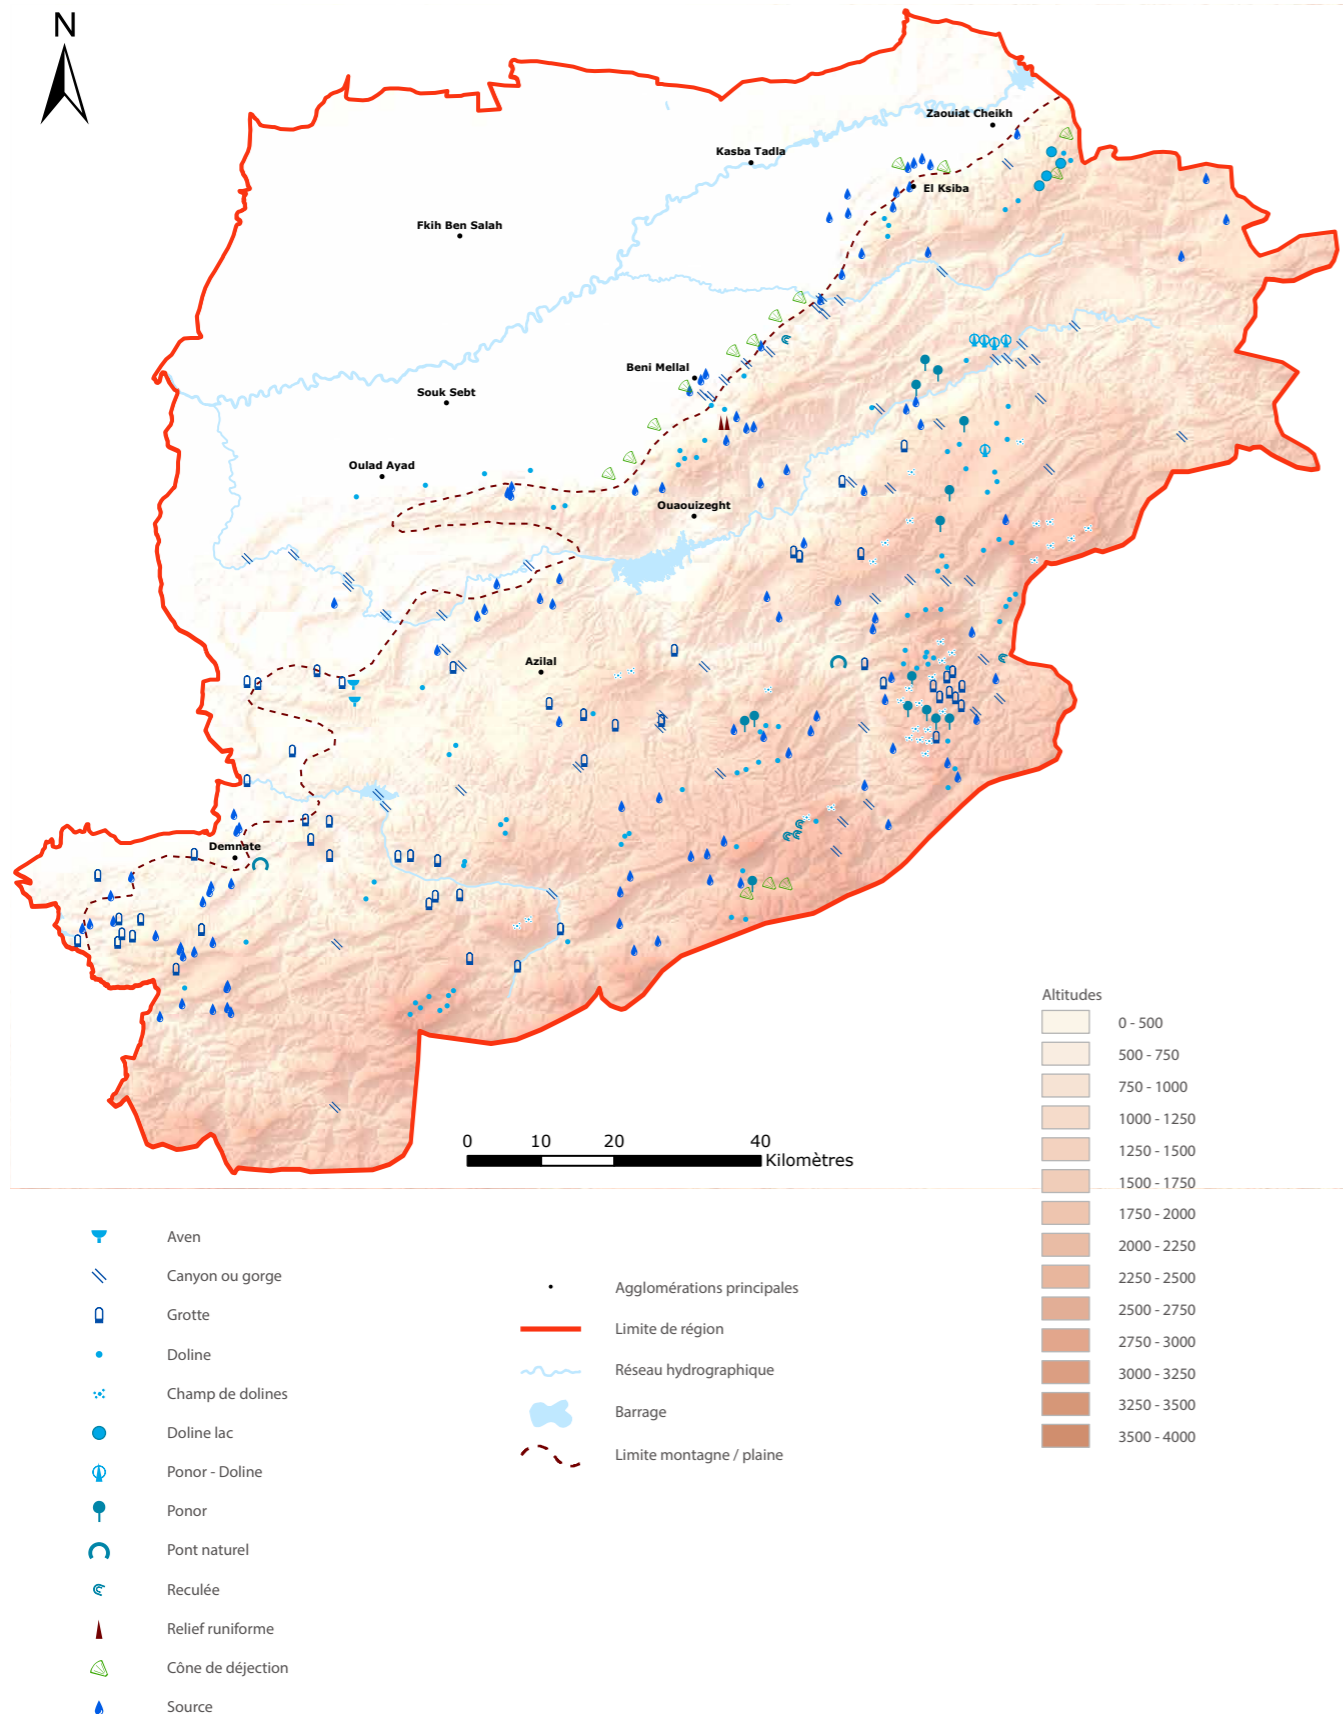 N
Zaouiat Cheikh
Kasba Tadla
El Ksiba
Fkih Ben Salah
Beni Mellal
Souk Sebt
Oulad Ayad
Ouaouizeght
Azilal
Demnate
0 10 20 40
Kilomètres
Altitudes
0 - 500
500 - 750
750 - 1000
1000 - 1250
1250 - 1500
1500 - 1750
1750 - 2000
2000 - 2250
2250 - 2500
2500 - 2750
2750 - 3000
3000 - 3250
3250 - 3500
3500 - 4000
Aven
Canyon ou gorge
Grotte
Doline
Champ de dolines
Doline lac
Ponor - Doline
Ponor
Pont naturel
Reculée
Relief runiforme
Cône de déjection
Source
Agglomérations principales
Limite de région
Réseau hydrographique
Barrage
Limite montagne / plaine